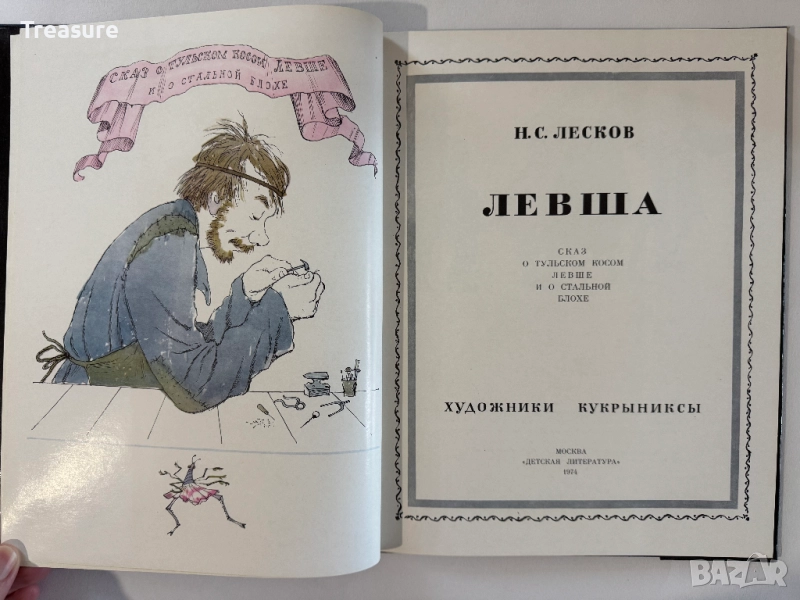 Treasure
СКАЗ О ТУЛЬСКОМ КОСОМ ЛЕВШЕ
И О СТАЛЬНОЙ БЛОХЕ
Н. С. ЛЕСКОВ
ЛЕВША
СКАЗ
О ТУЛЬСКОМ КОСОМ
ЛЕВШЕ
И О СТАЛЬНОЙ
БЛОХЕ
ХУДОЖНИКИ КУКРЫНИКСЫ
МОСКВА
«ДЕТСКАЯ ЛИТЕРАТУРА»
1974
BAZAR